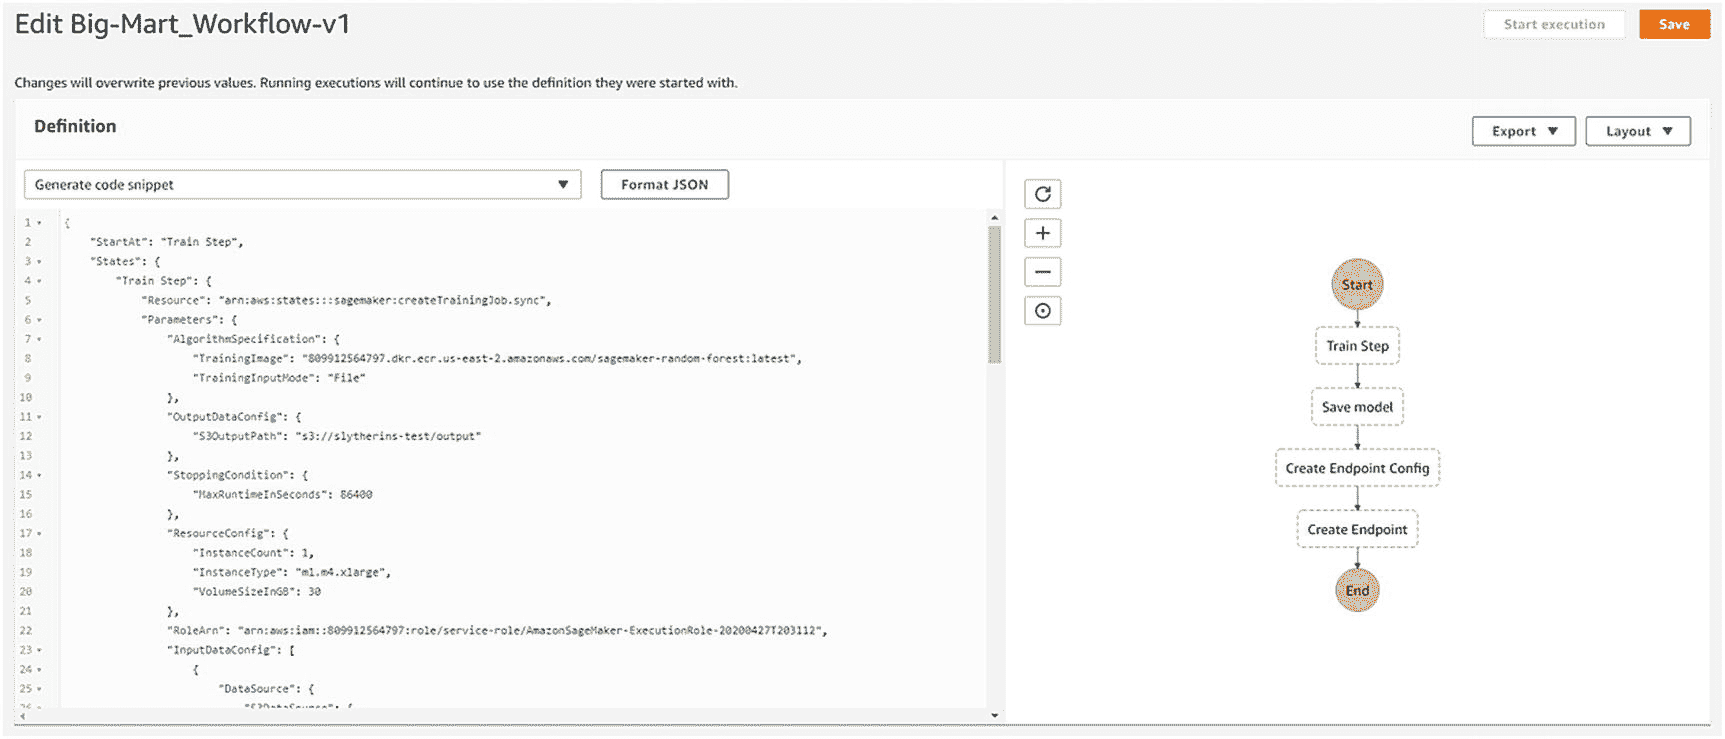 Edit Big-Mart_Workflow-v1
Start execution
Save
Changes will overwrite previous values. Running executions will continue to use the definition they were started with.
Definition
Export
Layout
Generate code snippet
Format JSON
1 {
2 "StartAt": "Train Step",
3 "States": {
4 "Train Step": {
5 "Resource": "arn:aws:states:::sagemaker:createTrainingJob.sync",
6 "Parameters": {
7 "AlgorithmSpecification": {
8 "TrainingImage": "809912564797.dkr.ecr.us-east-2.amazonaws.com/sagemaker-random-forest:latest",
9 "TrainingInputMode": "File"
10 },
11 "OutputDataConfig": {
12 "S3OutputPath": "s3://slytherins-test/output"
13 },
14 "StoppingCondition": {
15 "MaxRuntimeInSeconds": 86400
16 },
17 "ResourceConfig": {
18 "InstanceCount": 1,
19 "InstanceType": "ml.m4.xlarge",
20 "VolumeSizeInGB": 30
21 },
22 "RoleArn": "arn:aws:iam::809912564797:role/service-role/AmazonSageMaker-ExecutionRole-20200427T203112",
23 "InputDataConfig": [
24 {
25 "DataSource": {
26 "S3DataSource": {
Start
Train Step
Save model
Create Endpoint Config
Create Endpoint
End